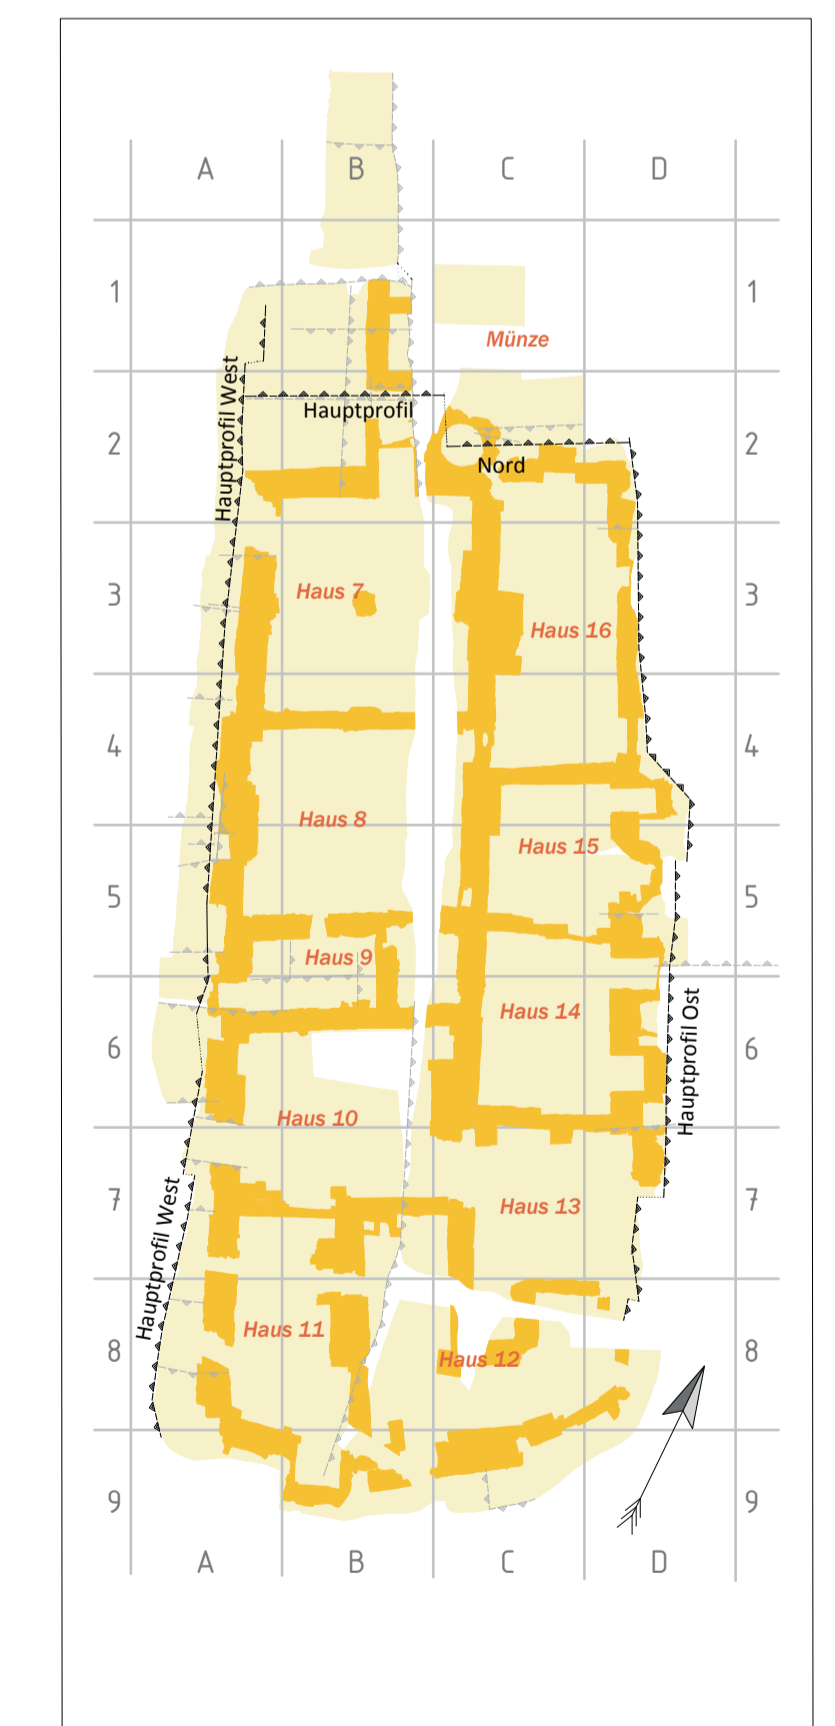 A B C D
1 1
Münze
Hauptprofil West
Hauptprofil
2 2
Nord
3 Haus 7 3
Haus 16
4 4
Haus 8
Haus 15
5 5
Haus 9
Haus 14
6 6
Hauptprofil Ost
Haus 10
7 Haus 13 7
Hauptprofil West
Haus 11
8 Haus 12 8
9 9
A B C D